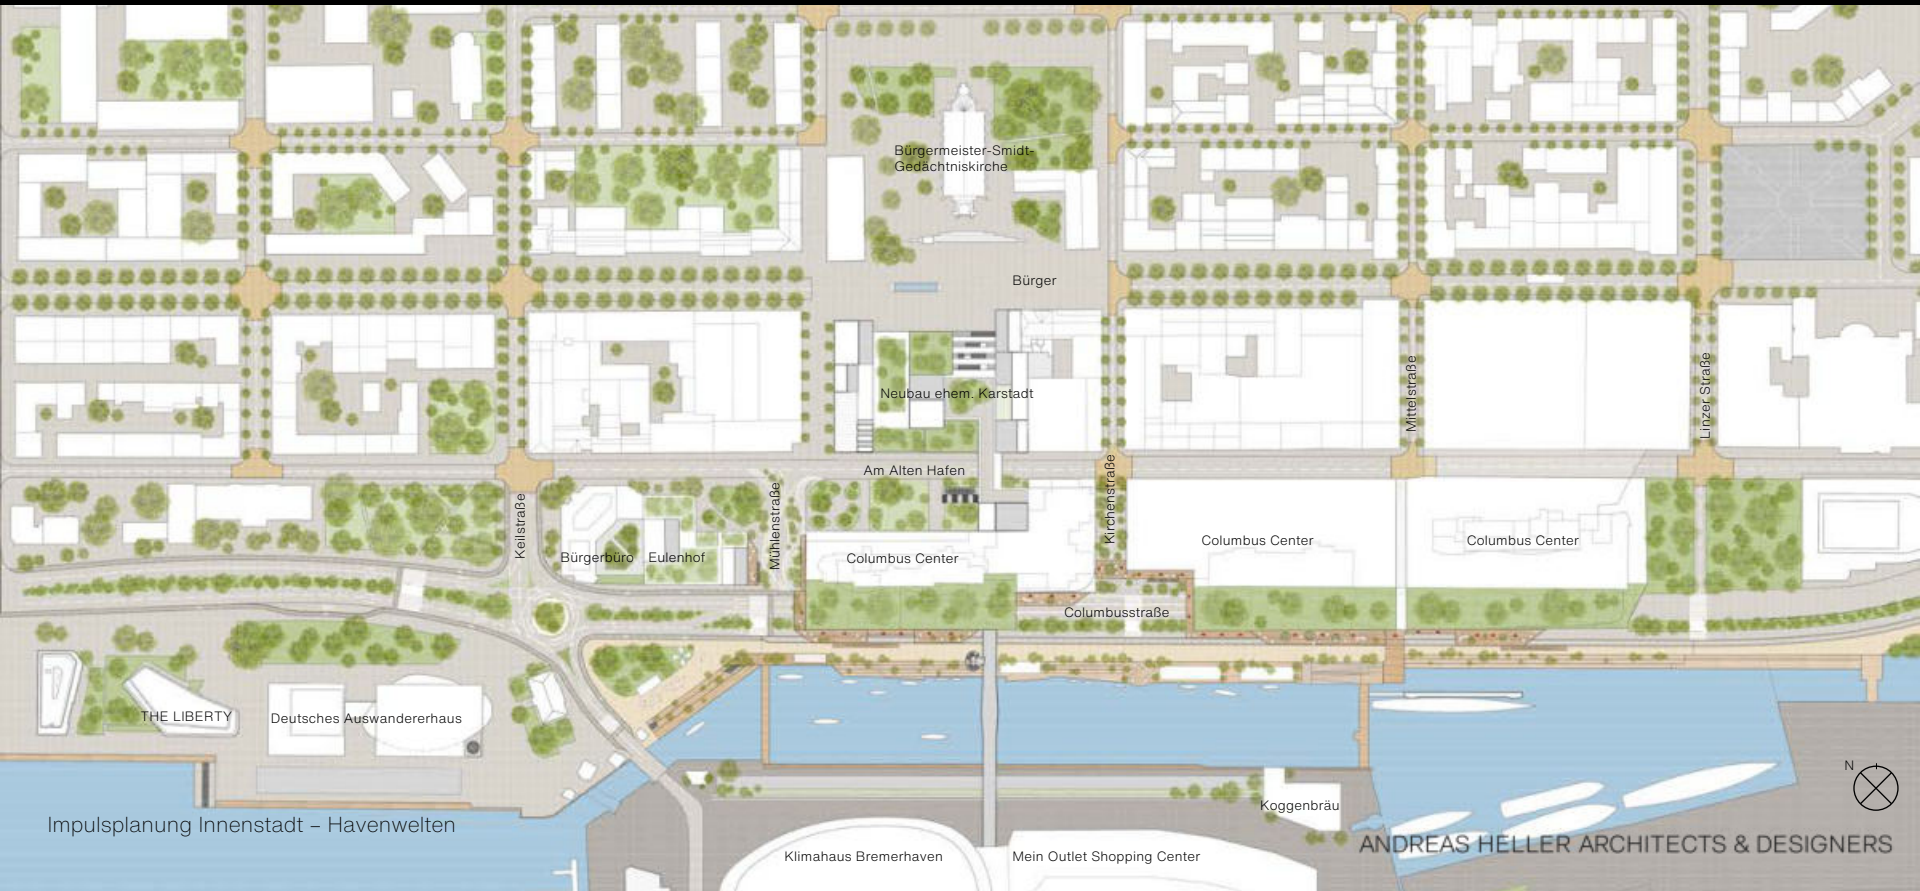 Bürgermeister-Smidt-
Gedächtniskirche
Bürger
Neubau ehem. Karstadt
Mittelstraße
Linzer Straße
Am Alten Hafen
Keilstraße
Mühlenstraße
Kirchenstraße
Bürgerbüro
Eulenhof
Columbus Center
Columbus Center
Columbus Center
Columbusstraße
THE LIBERTY
Deutsches Auswandererhaus
N
Koggenbräu
Impulsplanung Innenstadt – Havenwelten
ANDREAS HELLER ARCHITECTS & DESIGNERS
Klimahaus Bremerhaven
Mein Outlet Shopping Center